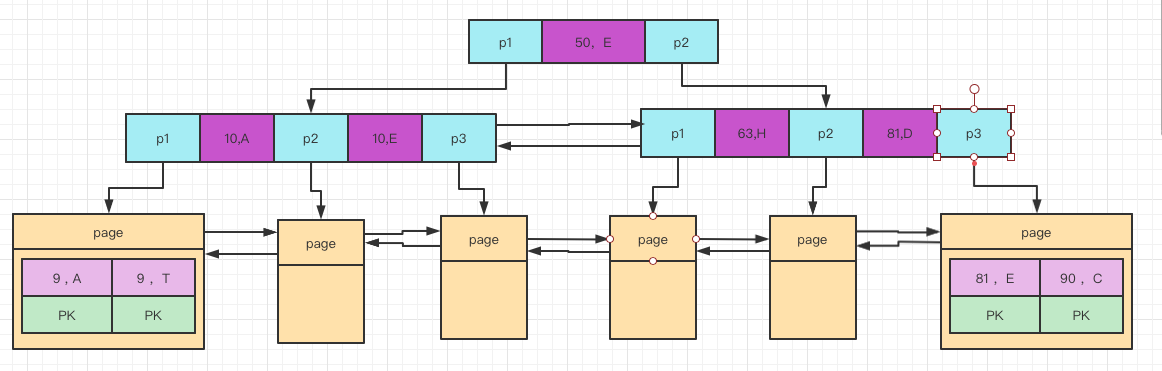 p1 50，E p2
p1 10,A p2 10,E p3
p1 63,H p2 81,D p3
page page page page page page
9，A 9，T
PK PK
81，E 90，C
PK PK